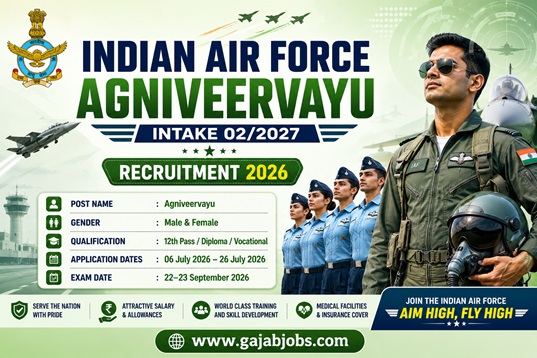 INDIAN AIR FORCE
AGNIVEERVAYU
INTAKE 02/2027
RECRUITMENT 2026
POST NAME : Agniveervayu
GENDER : Male & Female
QUALIFICATION : 12th Pass / Diploma / Vocational
APPLICATION DATES : 06 July 2026 – 26 July 2026
EXAM DATE : 22–23 September 2026
SERVE THE NATION
WITH PRIDE
ATTRACTIVE SALARY
& ALLOWANCES
WORLD CLASS TRAINING
AND SKILL DEVELOPMENT
MEDICAL FACILITIES
& INSURANCE COVER
JOIN THE INDIAN AIR FORCE
AIM HIGH, FLY HIGH
www.gajabjobs.com